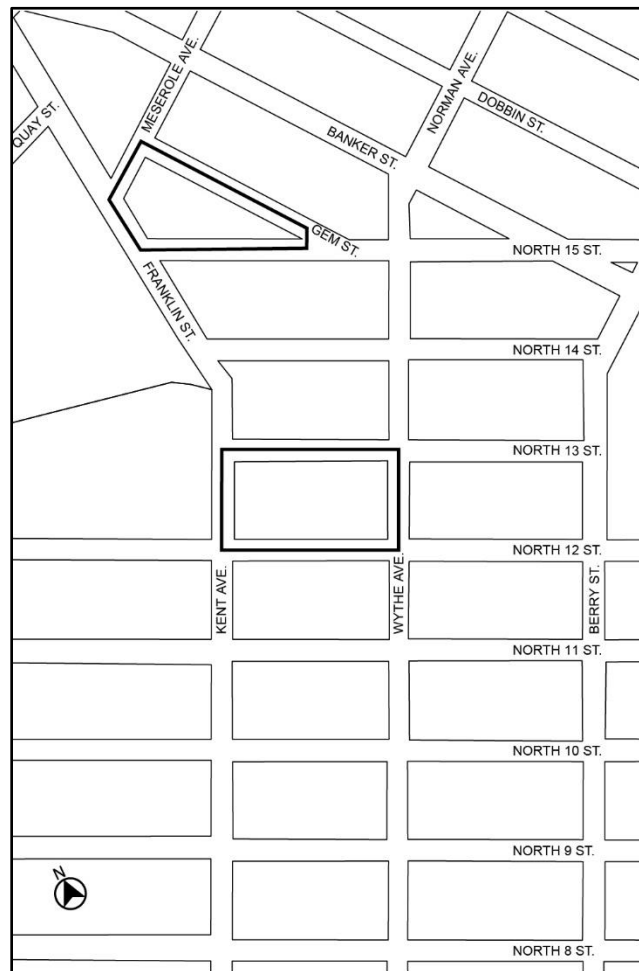 MESEROLE AVE.
NORMAN AVE.
DOBBIN ST.
QUAY ST.
BANKER ST.
GEM ST.
NORTH 15 ST.
FRANKLIN ST.
NORTH 14 ST.
NORTH 13 ST.
NORTH 12 ST.
KENT AVE.
WYTHE AVE.
BERRY ST.
NORTH 11 ST.
NORTH 10 ST.
NORTH 9 ST.
N
NORTH 8 ST.